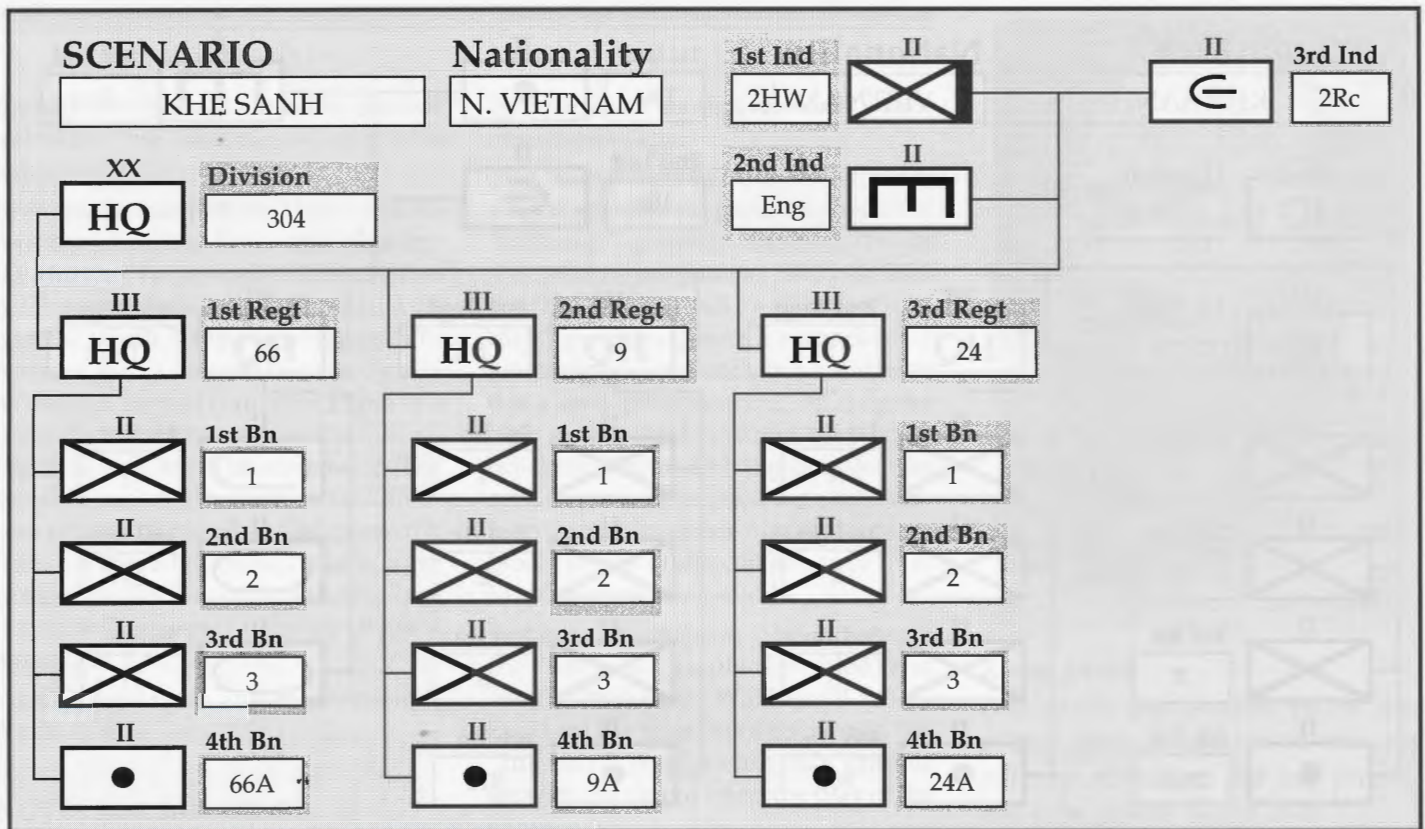 SCENARIO
KHE SANH
Nationality
N. VIETNAM
1st Ind
2HW
II
II
3rd Ind
2Rc
2nd Ind
Eng
II
XX
HQ
Division
304
III
HQ
1st Regt
66
III
HQ
2nd Regt
9
III
HQ
3rd Regt
24
II
1st Bn
1
II
1st Bn
1
II
1st Bn
1
II
2nd Bn
2
II
2nd Bn
2
II
2nd Bn
2
II
3rd Bn
3
II
3rd Bn
3
II
3rd Bn
3
II
4th Bn
66A
II
4th Bn
9A
II
4th Bn
24A